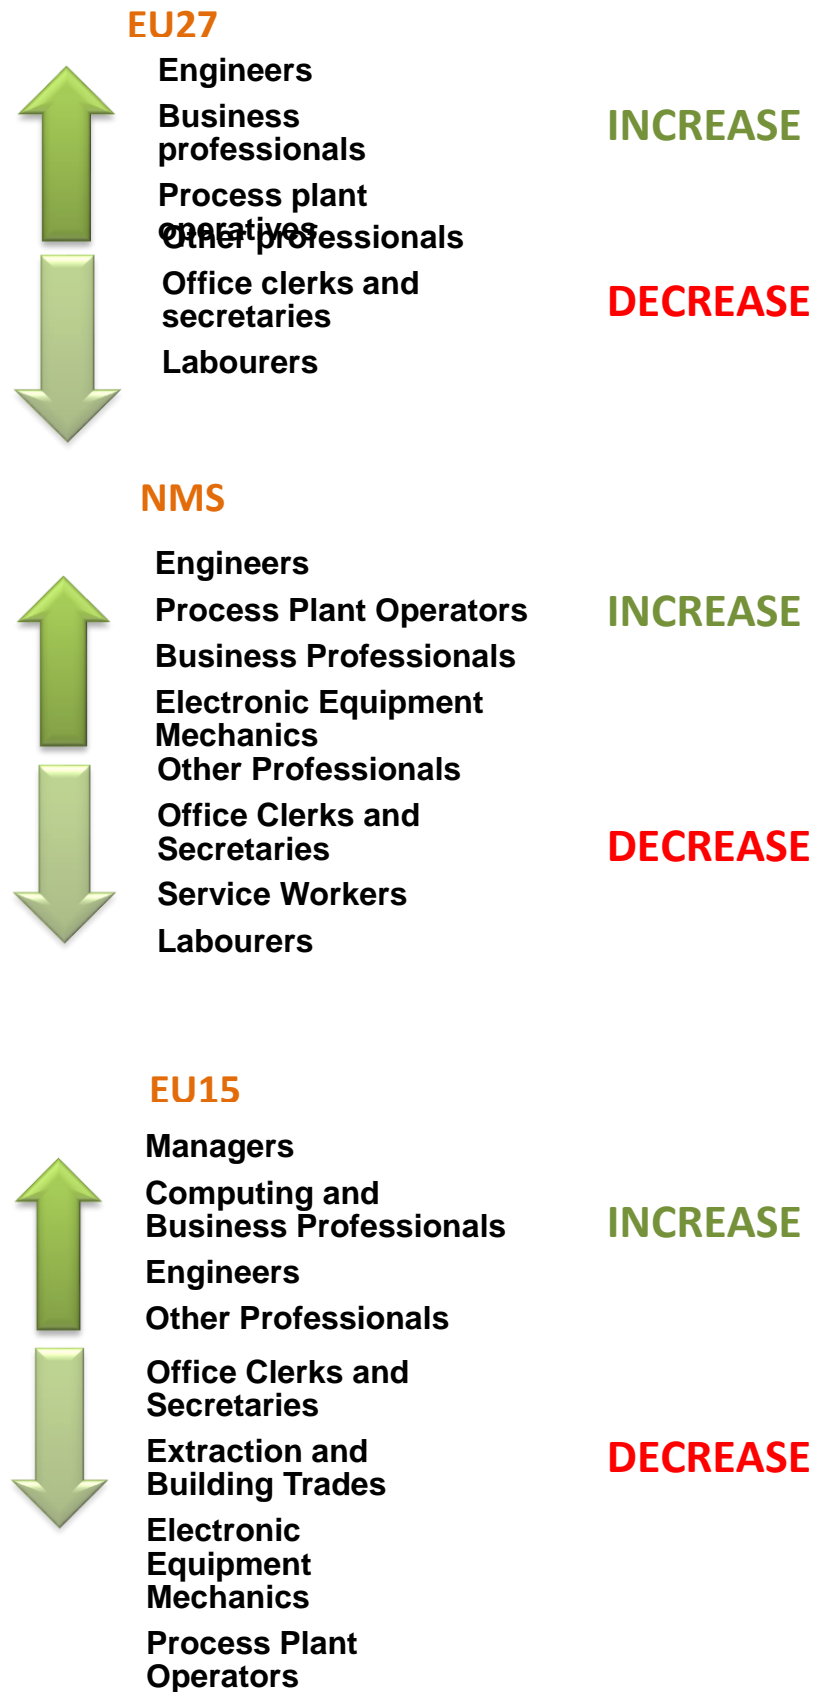 EU27
Engineers
Business
professionals
INCREASE
Process plant
operatives
Other professionals
Office clerks and
secretaries
DECREASE
Labourers
NMS
Engineers
Process Plant Operators
INCREASE
Business Professionals
Electronic Equipment
Mechanics
Other Professionals
Office Clerks and
Secretaries
DECREASE
Service Workers
Labourers
EU15
Managers
Computing and
Business Professionals
INCREASE
Engineers
Other Professionals
Office Clerks and
Secretaries
Extraction and
Building Trades
DECREASE
Electronic
Equipment
Mechanics
Process Plant
Operators